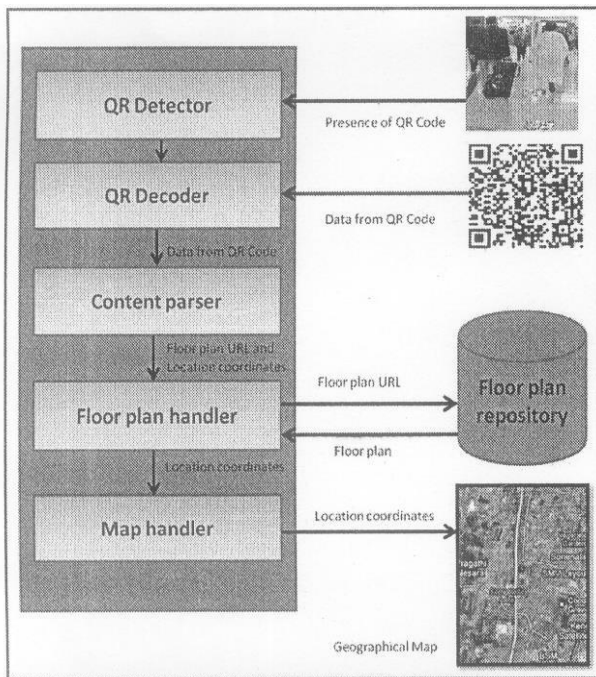 QR Detector
Presence of QR Code
QR Decoder
Data from QR Code
Data from QR Code
Content parser
Floor plan URL and
Location coordinates
Floor plan handler
Floor plan URL
Floor plan
repository
Floor plan
Location coordinates
Map handler
Location coordinates
Geographical Map